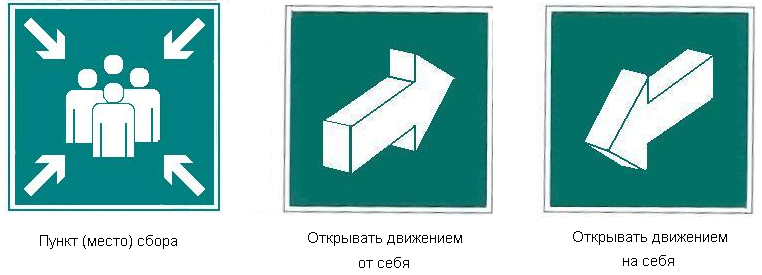 Пункт (место) сбора
Открывать движением
от себя
Открывать движением
на себя